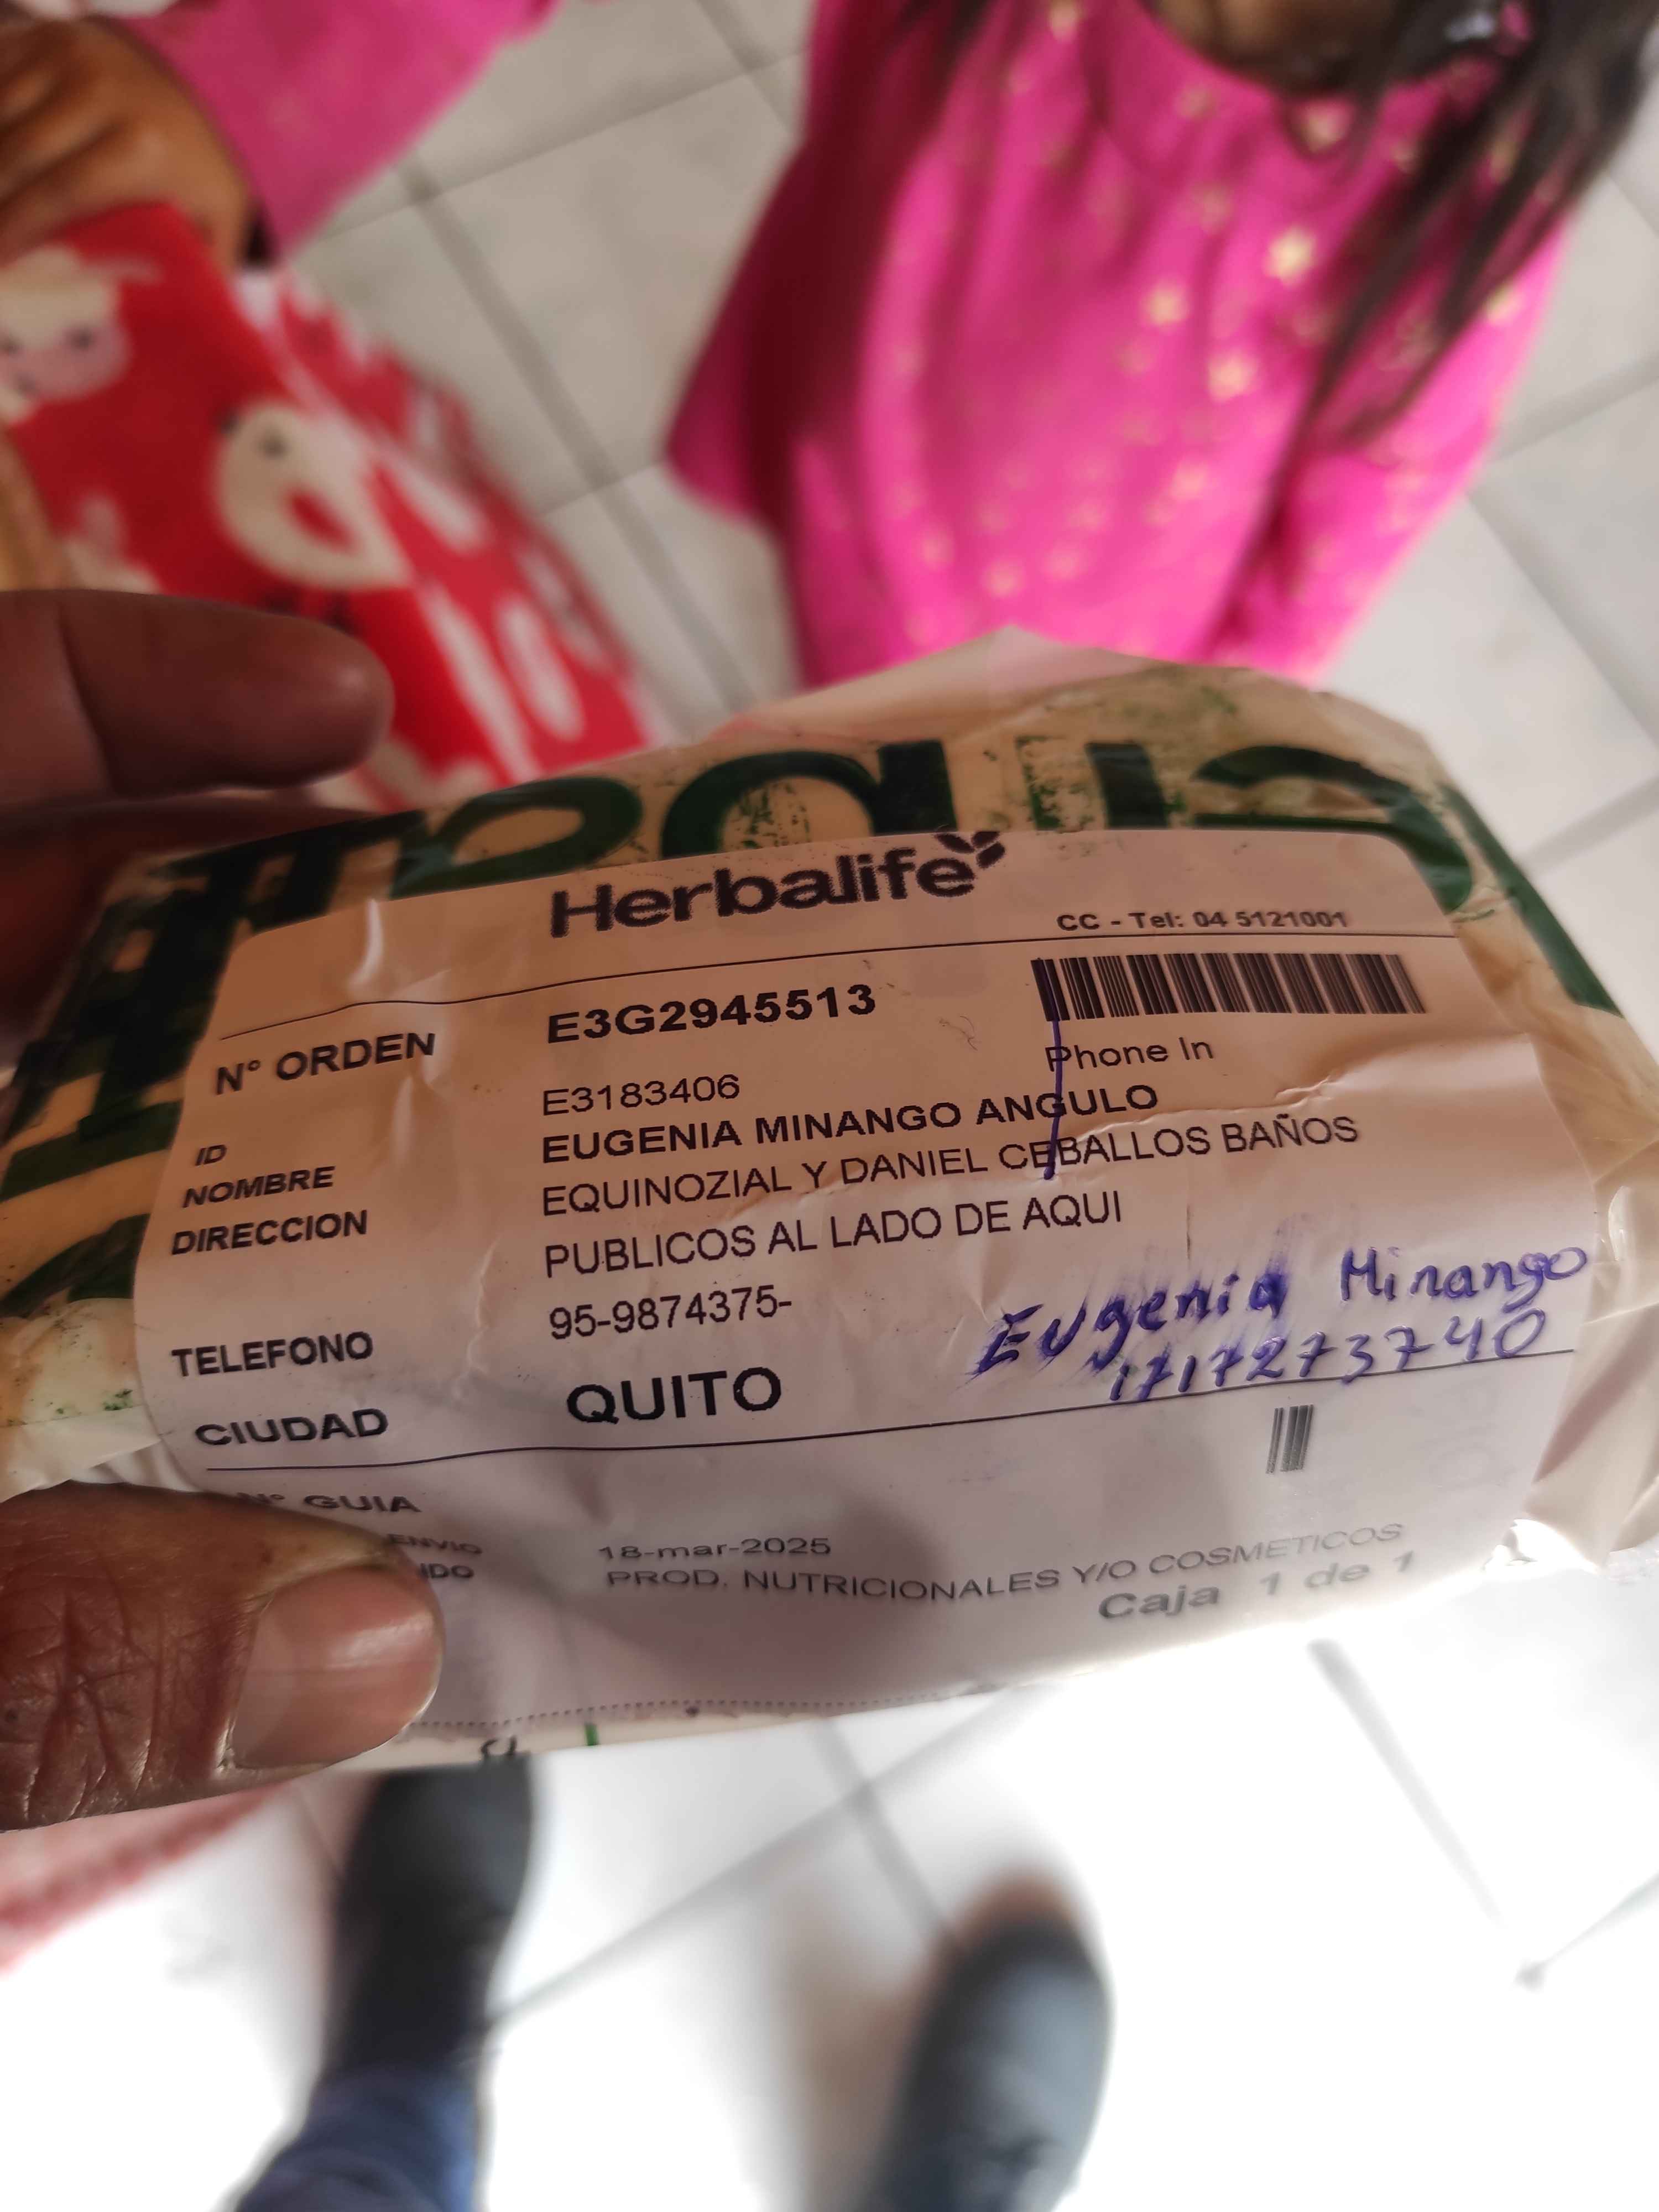 Herbalife
CC - Tel: 04 5121001
N° ORDEN E3G2945513
Phone In
ID E3183406
NOMBRE EUGENIA MINANGO ANGULO
DIRECCION EQUINOZIAL Y DANIEL CEBALLOS BAÑOS
PUBLICOS AL LADO DE AQUI
TELEFONO 95-9874375-
Eugenia Minango
1717273740
CIUDAD QUITO
N° GUIA
ENVIO 18-mar-2025
PROD. NUTRICIONALES Y/O COSMETICOS
Caja 1 de 1